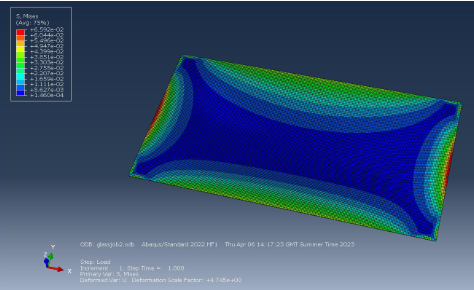 S, Mises
(Avg: 75%)
+6.592e-02
+6.044e-02
+5.496e-02
+4.947e-02
+4.399e-02
+3.851e-02
+3.303e-02
+2.755e-02
+2.207e-02
+1.659e-02
+1.111e-02
+5.627e-03
+1.460e-04
Y
Z
X
ODB: glassjob2.odb Abaqus/Standard 2022.HF1 Thu Apr 06 14:17:23 GMT Summer Time 2023
Step: Load
Increment 1: Step Time = 1.000
Primary Var: S, Mises
Deformed Var: U Deformation Scale Factor: +4.745e+00